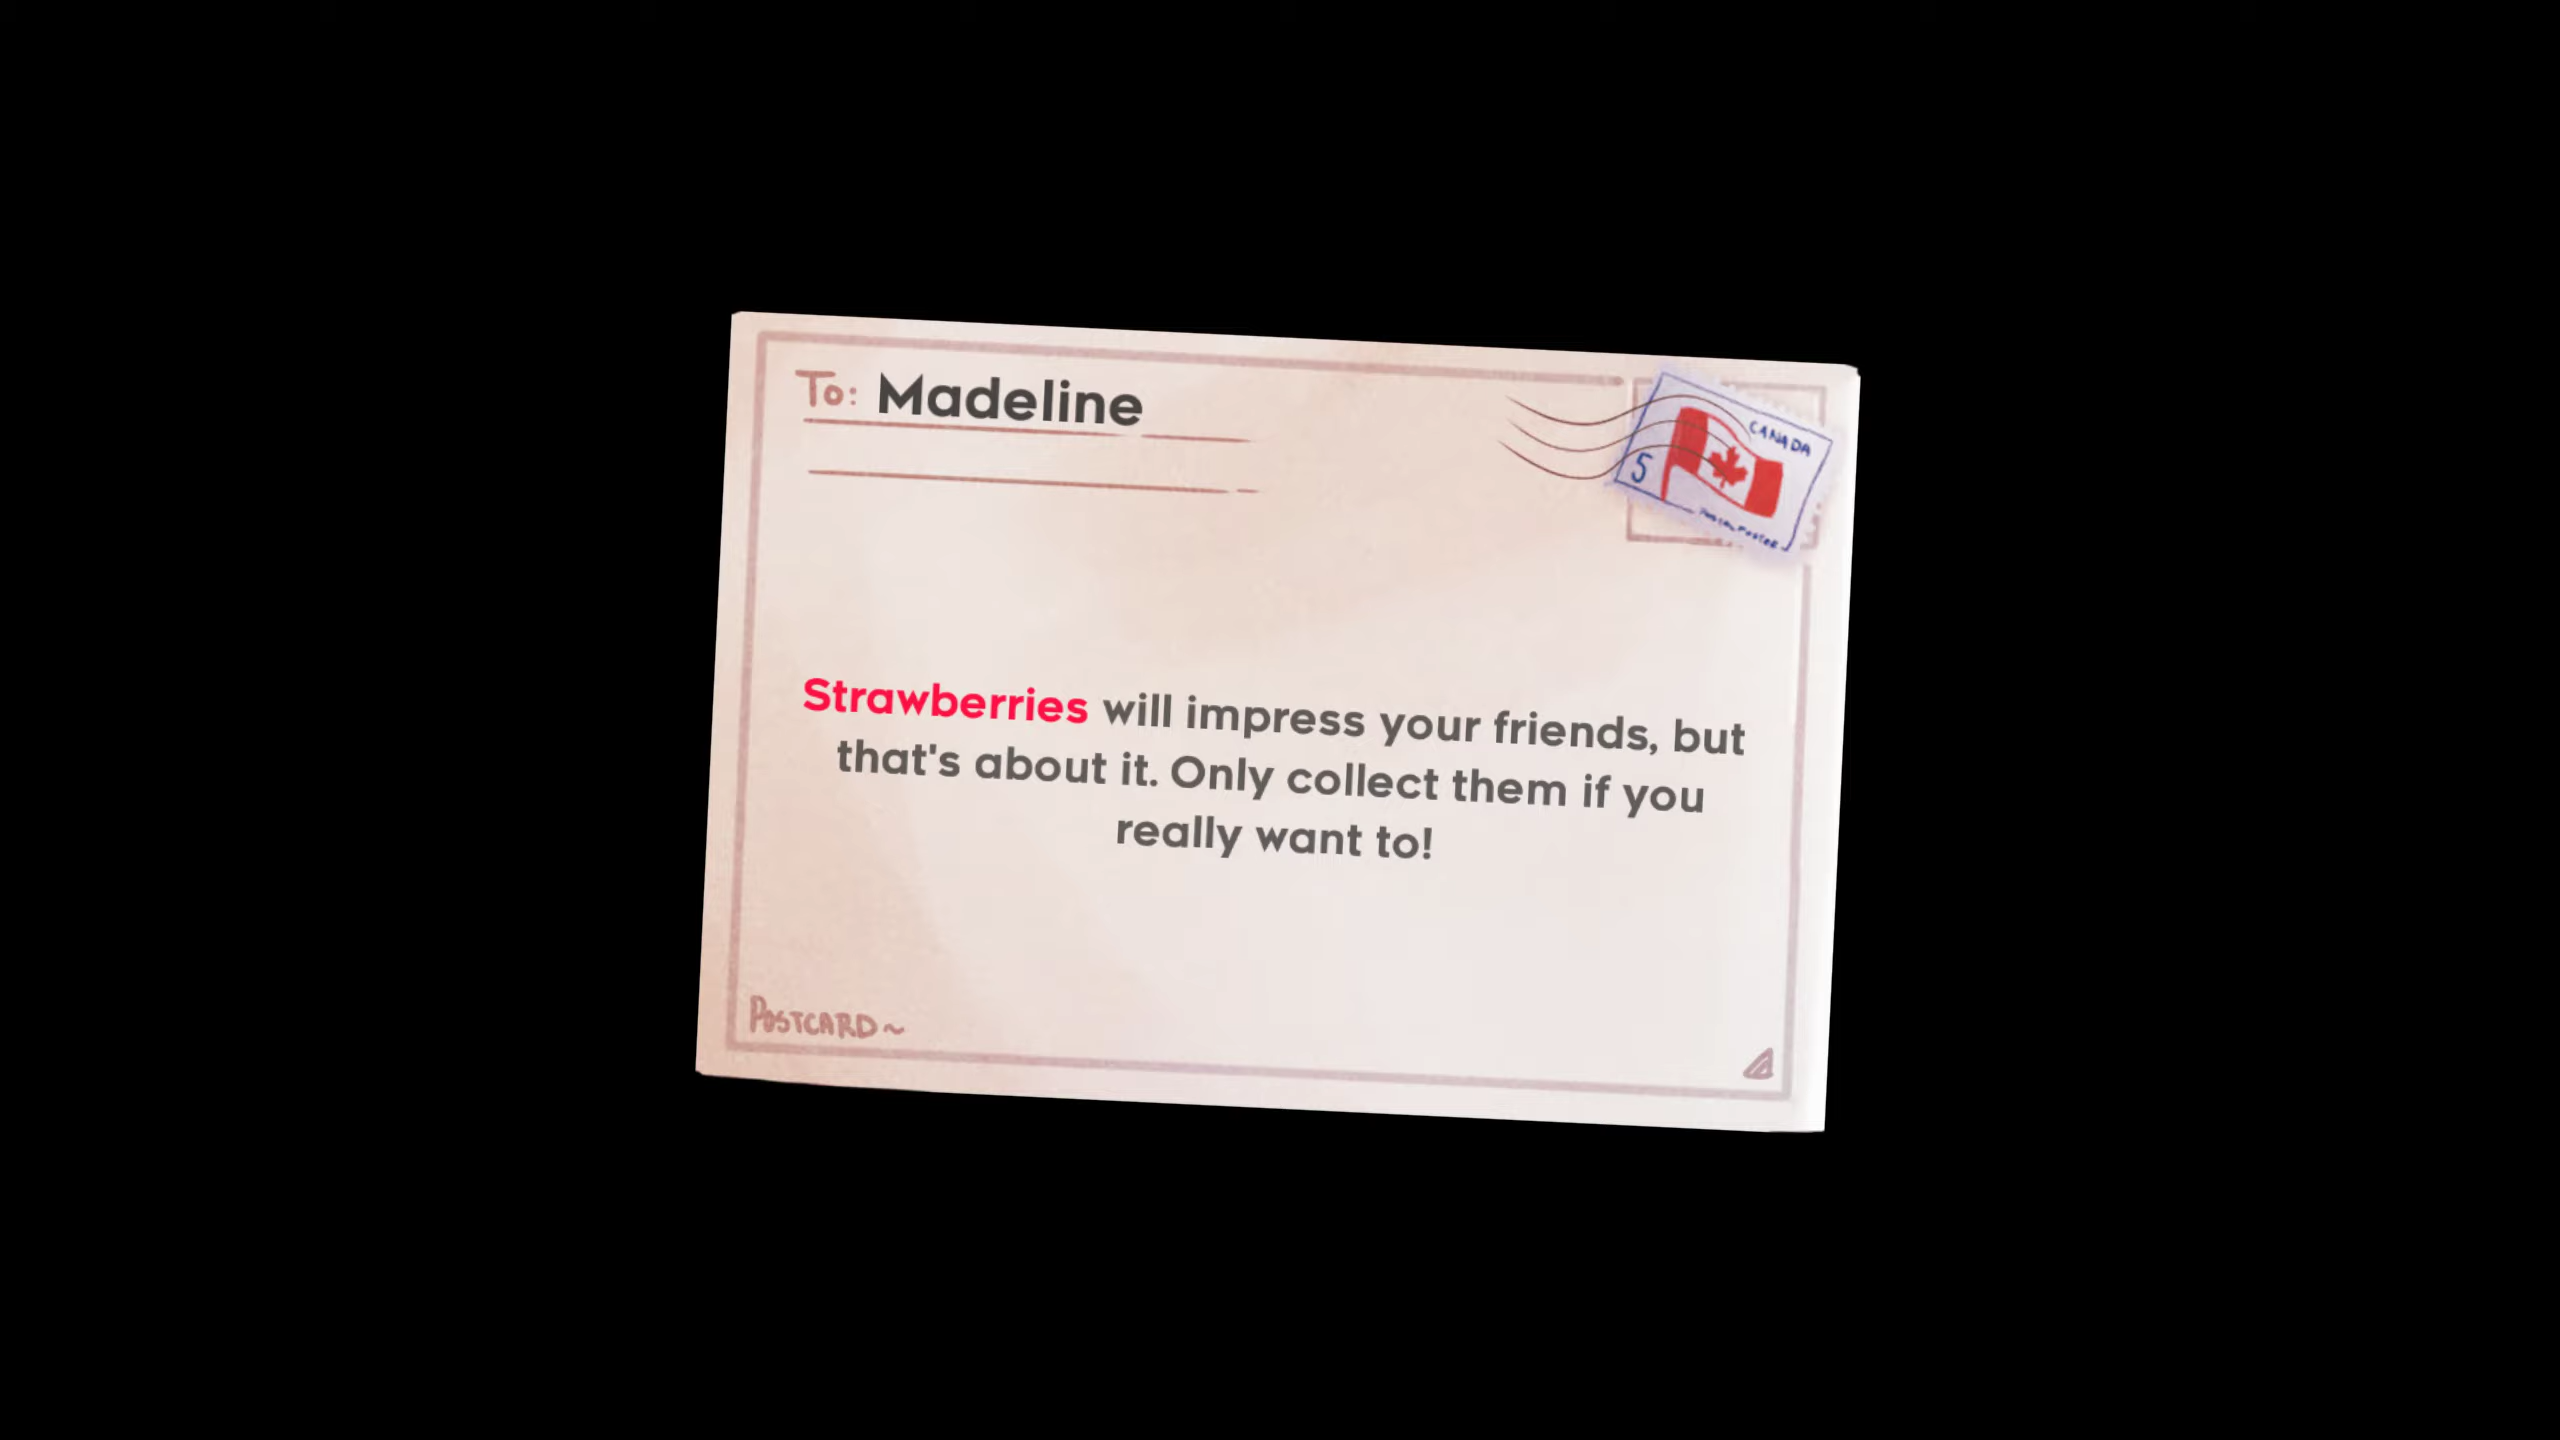 To: Madeline
CANADA
5
Strawberries will impress your friends, but
that's about it. Only collect them if you
really want to!
POSTCARD~